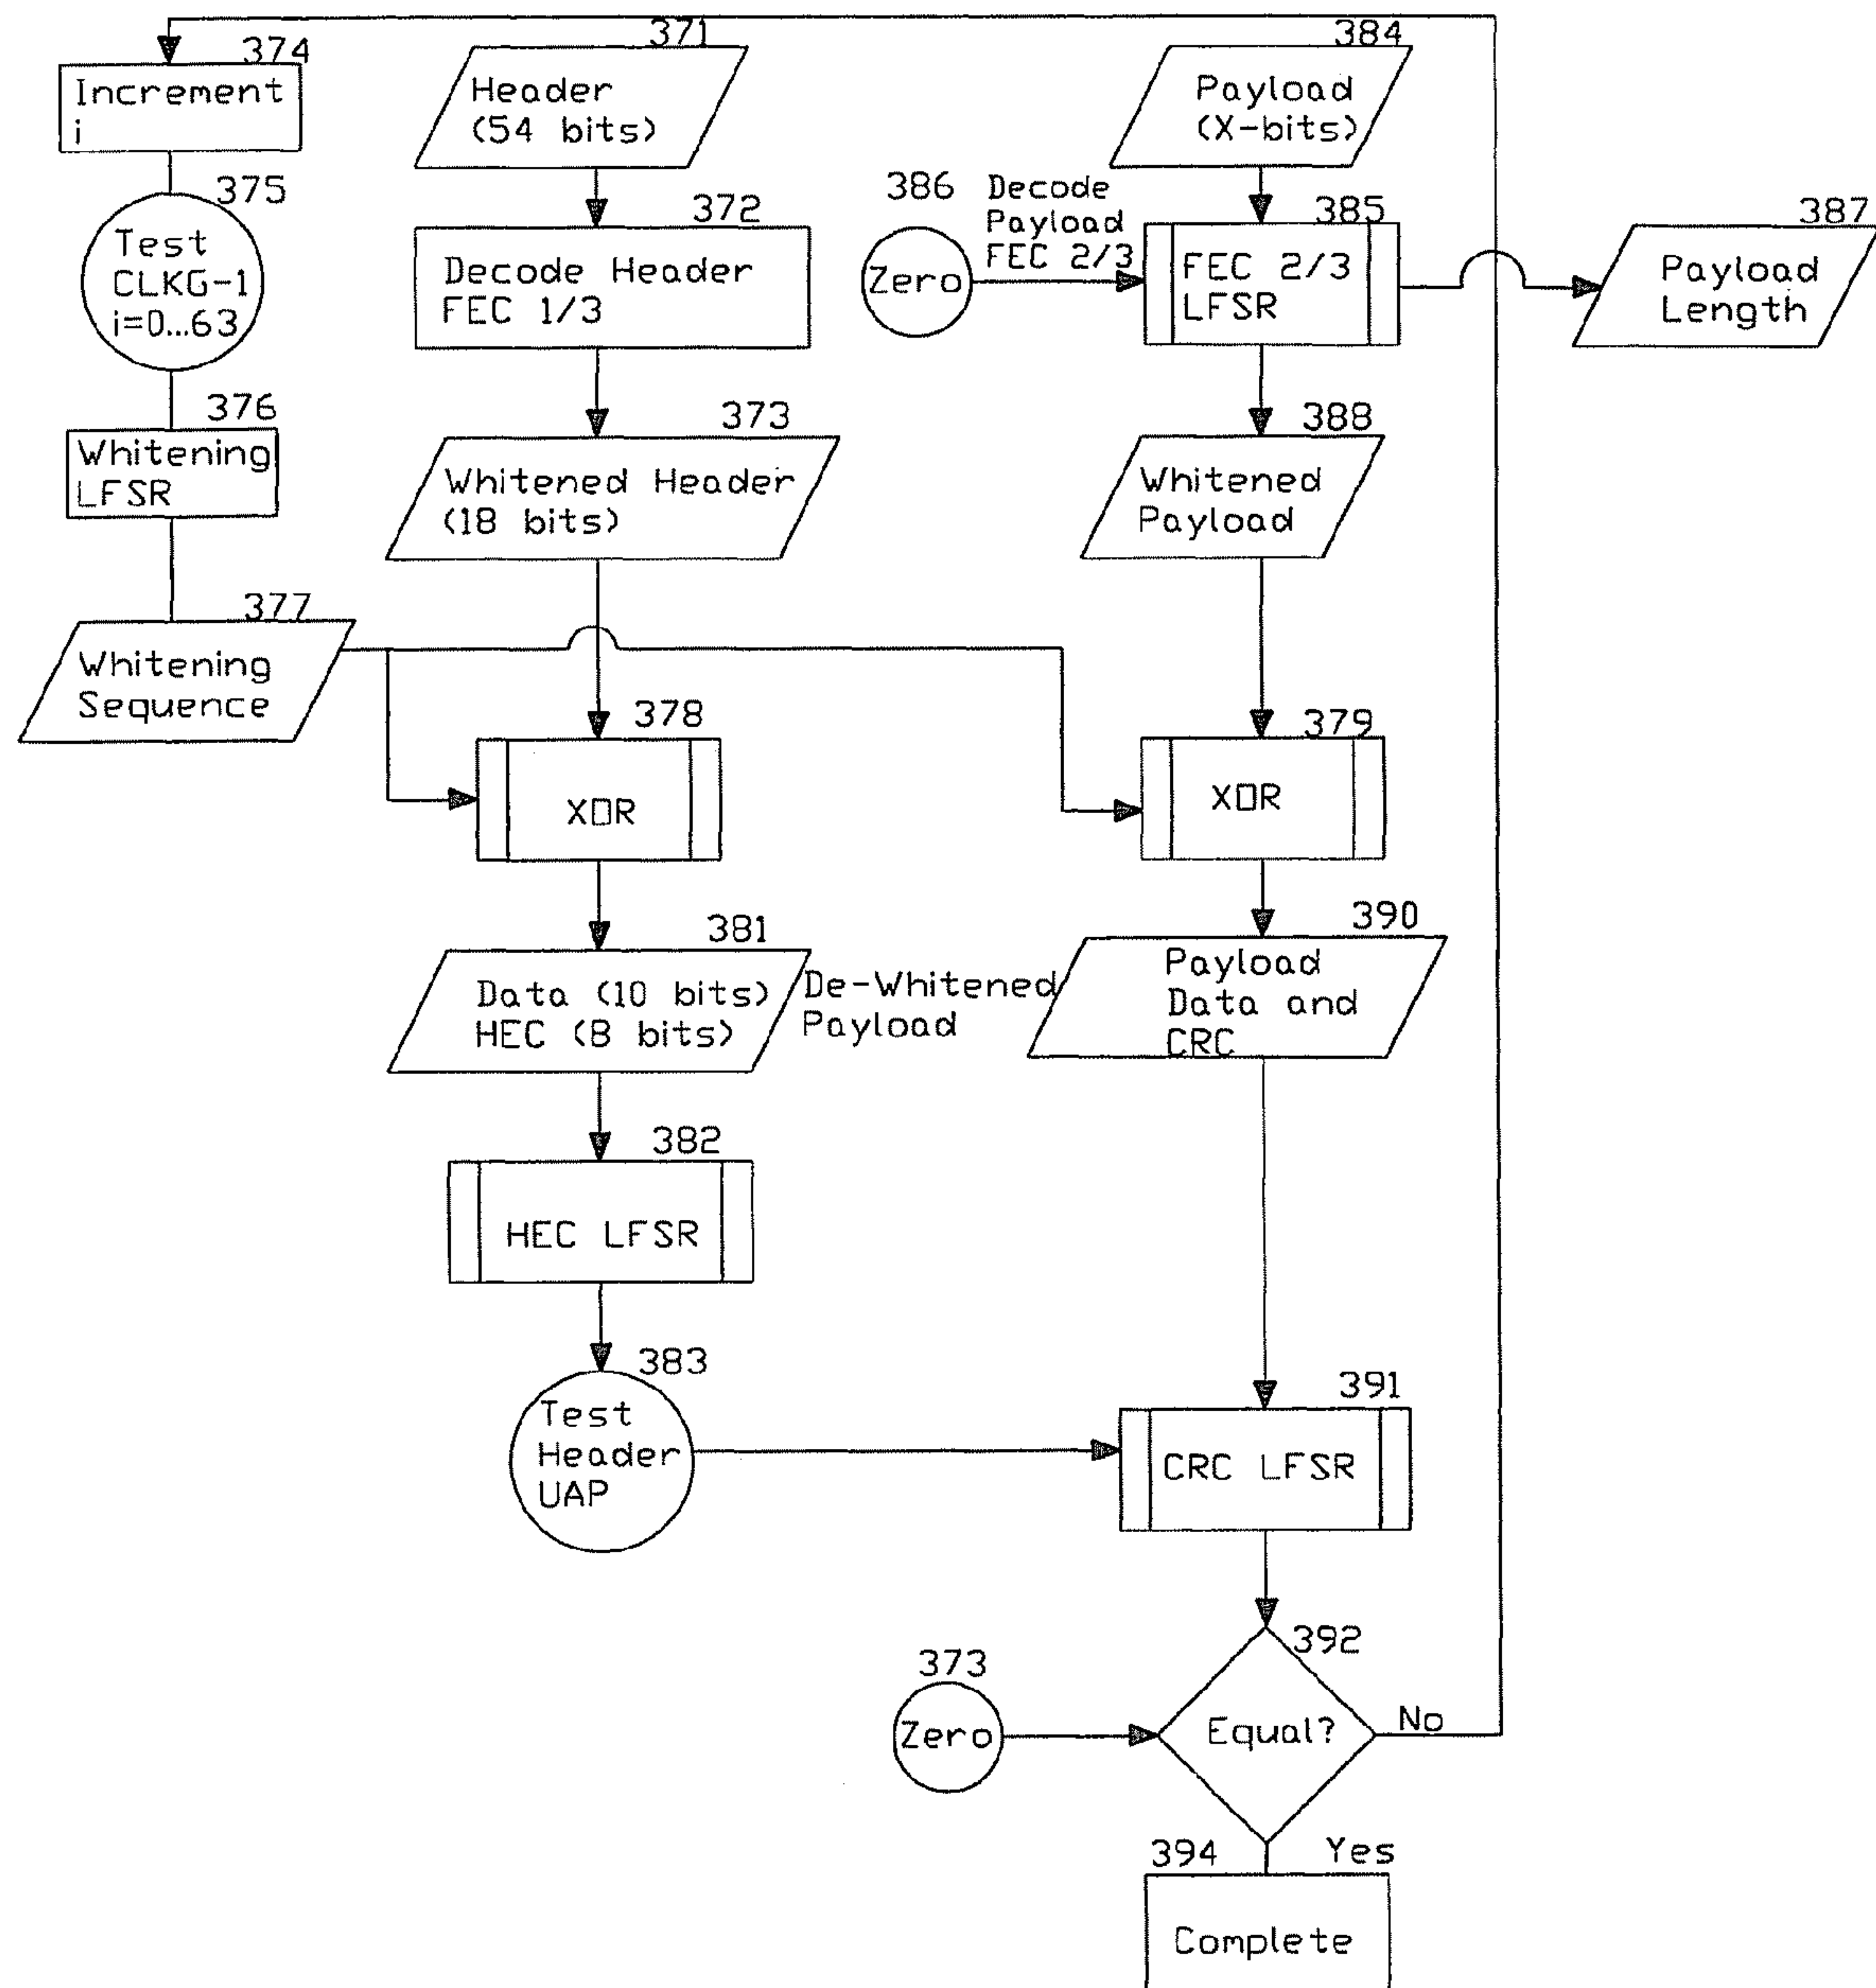 374
Increment
i
375
Test
CLKG-1
i=0...63
376
Whitening
LFSR
377
Whitening
Sequence
371
Header
(54 bits)
372
Decode Header
FEC 1/3
373
Whitened Header
(18 bits)
378
XOR
381
Data (10 bits)
HEC (8 bits)
382
HEC LFSR
383
Test
Header
UAP
384
Payload
(X-bits)
386
Zero
Decode
Payload
FEC 2/3
385
FEC 2/3
LFSR
387
Payload
Length
388
Whitened
Payload
379
XOR
De-Whitened
Payload
390
Payload
Data and
CRC
391
CRC LFSR
373
Zero
392
Equal?
No
Yes
394
Complete